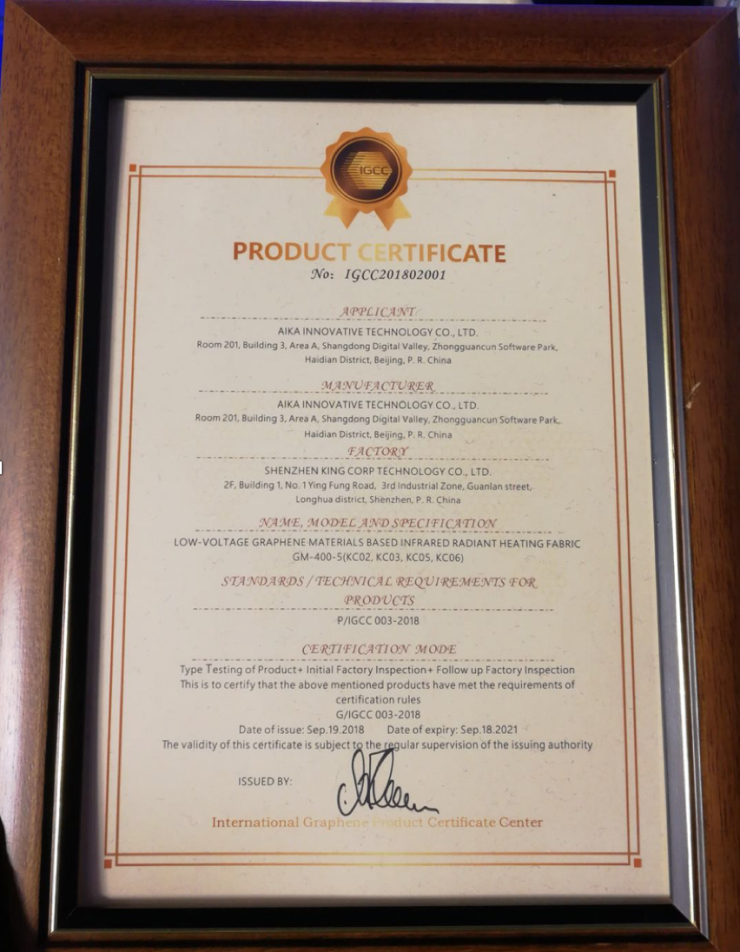 IGCC
PRODUCT CERTIFICATE
No: IGCC201802001
APPLICANT
AIKA INNOVATIVE TECHNOLOGY CO., LTD.
Room 201, Building 3, Area A, Shangdong Digital Valley, Zhongguancun Software Park,
Haidian District, Beijing, P. R. China
MANUFACTURER
AIKA INNOVATIVE TECHNOLOGY CO., LTD.
Room 201, Building 3, Area A, Shangdong Digital Valley, Zhongguancun Software Park,
Haidian District, Beijing, P. R. China
FACTORY
SHENZHEN KING CORP TECHNOLOGY CO., LTD.
2F, Building 1, No. 1 Ying Fung Road, 3rd Industrial Zone, Guanlan street,
Longhua district, Shenzhen, P. R. China
NAME, MODEL AND SPECIFICATION
LOW-VOLTAGE GRAPHENE MATERIALS BASED INFRARED RADIANT HEATING FABRIC
GM-400-5(KC02, KC03, KC05, KC06)
STANDARDS / TECHNICAL REQUIREMENTS FOR
PRODUCTS
P/IGCC 003-2018
CERTIFICATION MODE
Type Testing of Product+ Initial Factory Inspection+ Follow up Factory Inspection
This is to certify that the above mentioned products have met the requirements of
certification rules
G/IGCC 003-2018
Date of issue: Sep.19.2018 Date of expiry: Sep.18.2021
The validity of this certificate is subject to the regular supervision of the issuing authority
ISSUED BY:
International Graphene Product Certificate Center